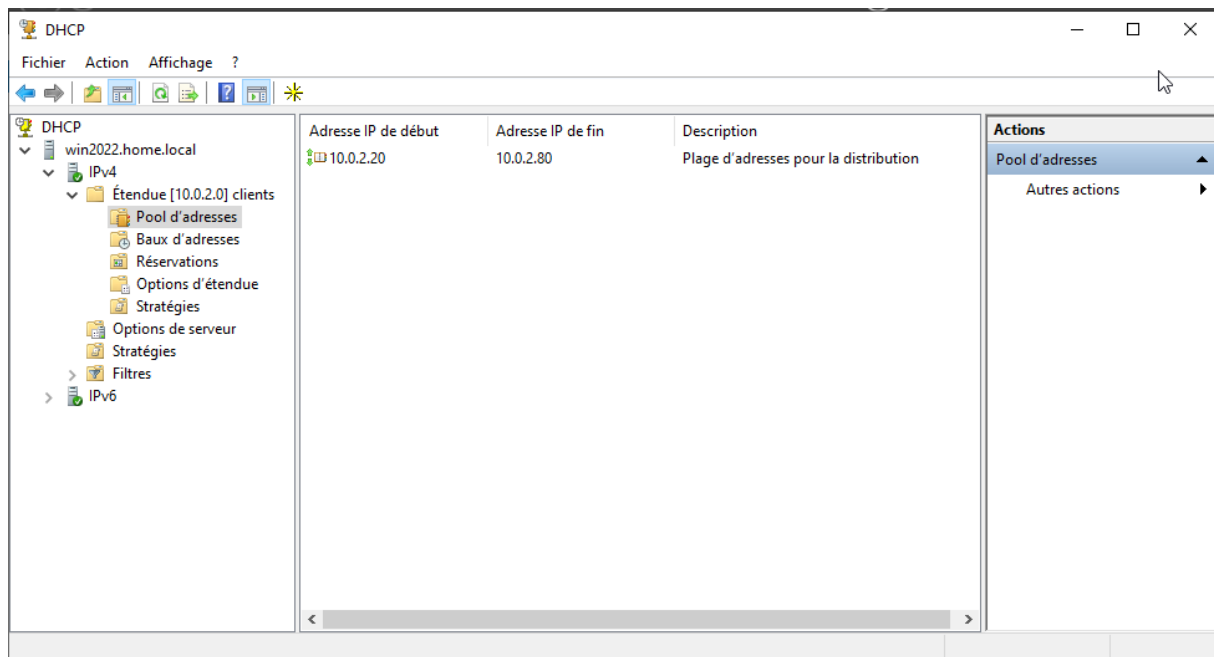 DHCP
Fichier Action Affichage ?
DHCP
win2022.home.local
IPv4
Étendue [10.0.2.0] clients
Pool d'adresses
Baux d'adresses
Réservations
Options d'étendue
Stratégies
Options de serveur
Stratégies
Filtres
IPv6
Adresse IP de début Adresse IP de fin Description
10.0.2.20 10.0.2.80 Plage d'adresses pour la distribution
Actions
Pool d'adresses
Autres actions